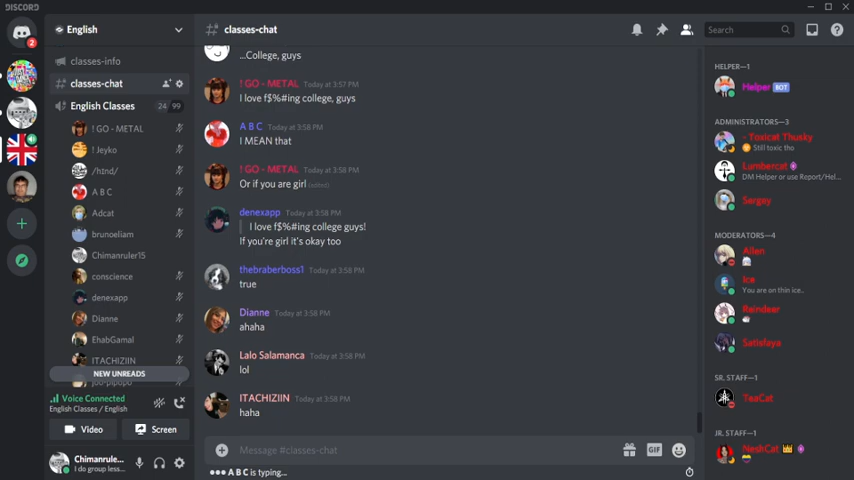 DISCORD
2
English
classes-info
classes-chat
English Classes
24 99
! GO - METAL
! Jeyko
/htnd/
A B C
Adcat
brunoeliam
Chimanruler15
conscience
denexapp
Dianne
EhabGamal
ITACHIZIIN
NEW UNREADS
Voice Connected
English Classes / English
Video
Screen
Chimanrule...
I do group less...
classes-chat
Search
...College, guys
! GO - METAL Today at 3:57 PM
I love f$%#ing college, guys
A B C Today at 3:58 PM
I MEAN that
! GO - METAL Today at 3:58 PM
Or if you are girl (edited)
denexapp Today at 3:58 PM
I love f$%#ing college guys!
If you're girl it's okay too
thebraberboss1 Today at 3:58 PM
true
Dianne Today at 3:58 PM
ahaha
Lalo Salamanca Today at 3:58 PM
lol
ITACHIZIIN Today at 3:58 PM
haha
Message #classes-chat
GIF
A B C is typing...
HELPER—1
Helper BOT
ADMINISTRATORS—3
- Toxicat Thusky
Still toxic tho
Lumbercat
DM Helper or use Report/Hel...
Sergey
MODERATORS—4
Allen
Ice
You are on thin ice..
Reindeer
Satisfaya
SR. STAFF—1
TeaCat
JR. STAFF—1
NeshCat